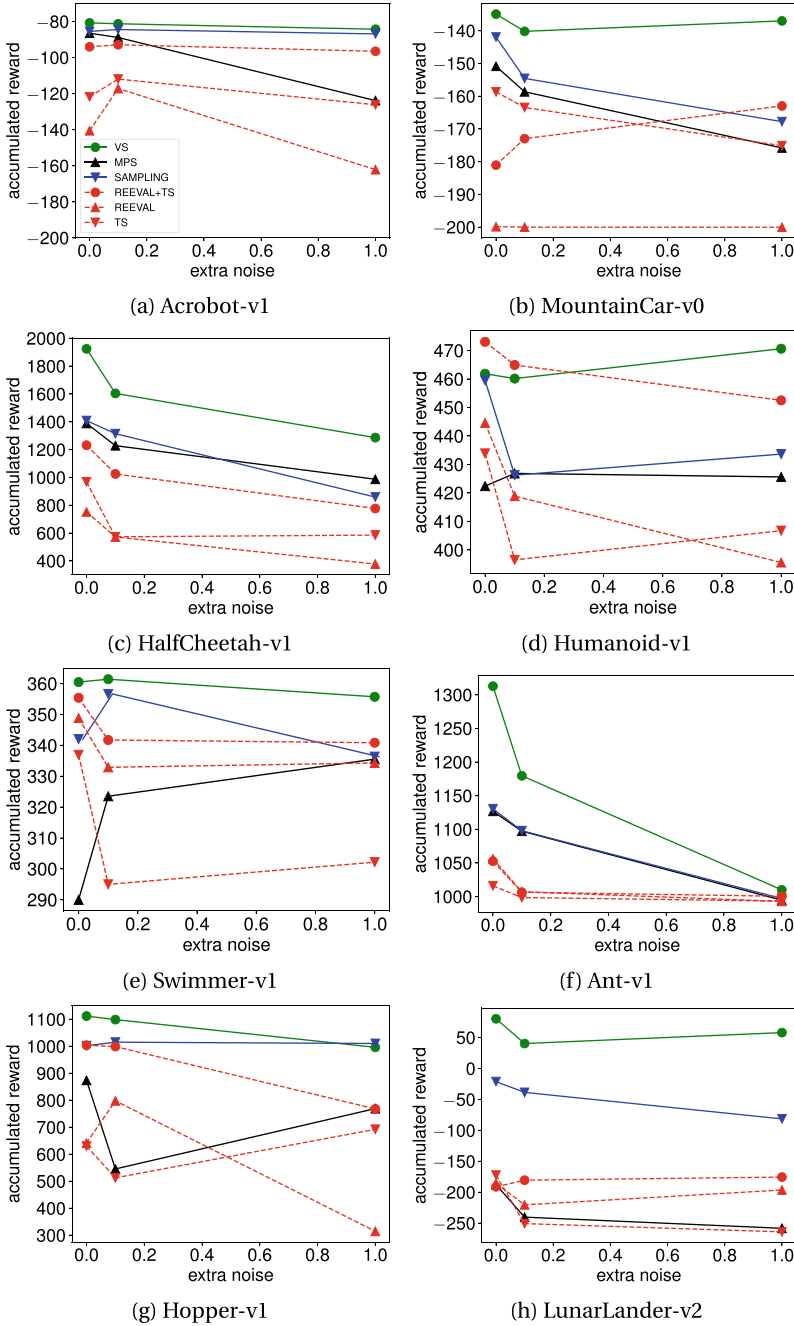 accumulated reward
−80
−100
−120
−140
−160
−180
−200
VS
MPS
SAMPLING
REEVAL+TS
REEVAL
TS
0.0 0.2 0.4 0.6 0.8 1.0
extra noise
(a) Acrobot-v1
accumulated reward
−140
−150
−160
−170
−180
−190
−200
0.0 0.2 0.4 0.6 0.8 1.0
extra noise
(b) MountainCar-v0
accumulated reward
2000
1800
1600
1400
1200
1000
800
600
400
0.0 0.2 0.4 0.6 0.8 1.0
extra noise
(c) HalfCheetah-v1
accumulated reward
470
460
450
440
430
420
410
400
0.0 0.2 0.4 0.6 0.8 1.0
extra noise
(d) Humanoid-v1
accumulated reward
360
350
340
330
320
310
300
290
0.0 0.2 0.4 0.6 0.8 1.0
extra noise
(e) Swimmer-v1
accumulated reward
1300
1250
1200
1150
1100
1050
1000
0.0 0.2 0.4 0.6 0.8 1.0
extra noise
(f) Ant-v1
accumulated reward
1100
1000
900
800
700
600
500
400
300
0.0 0.2 0.4 0.6 0.8 1.0
extra noise
(g) Hopper-v1
accumulated reward
50
0
−50
−100
−150
−200
−250
0.0 0.2 0.4 0.6 0.8 1.0
extra noise
(h) LunarLander-v2